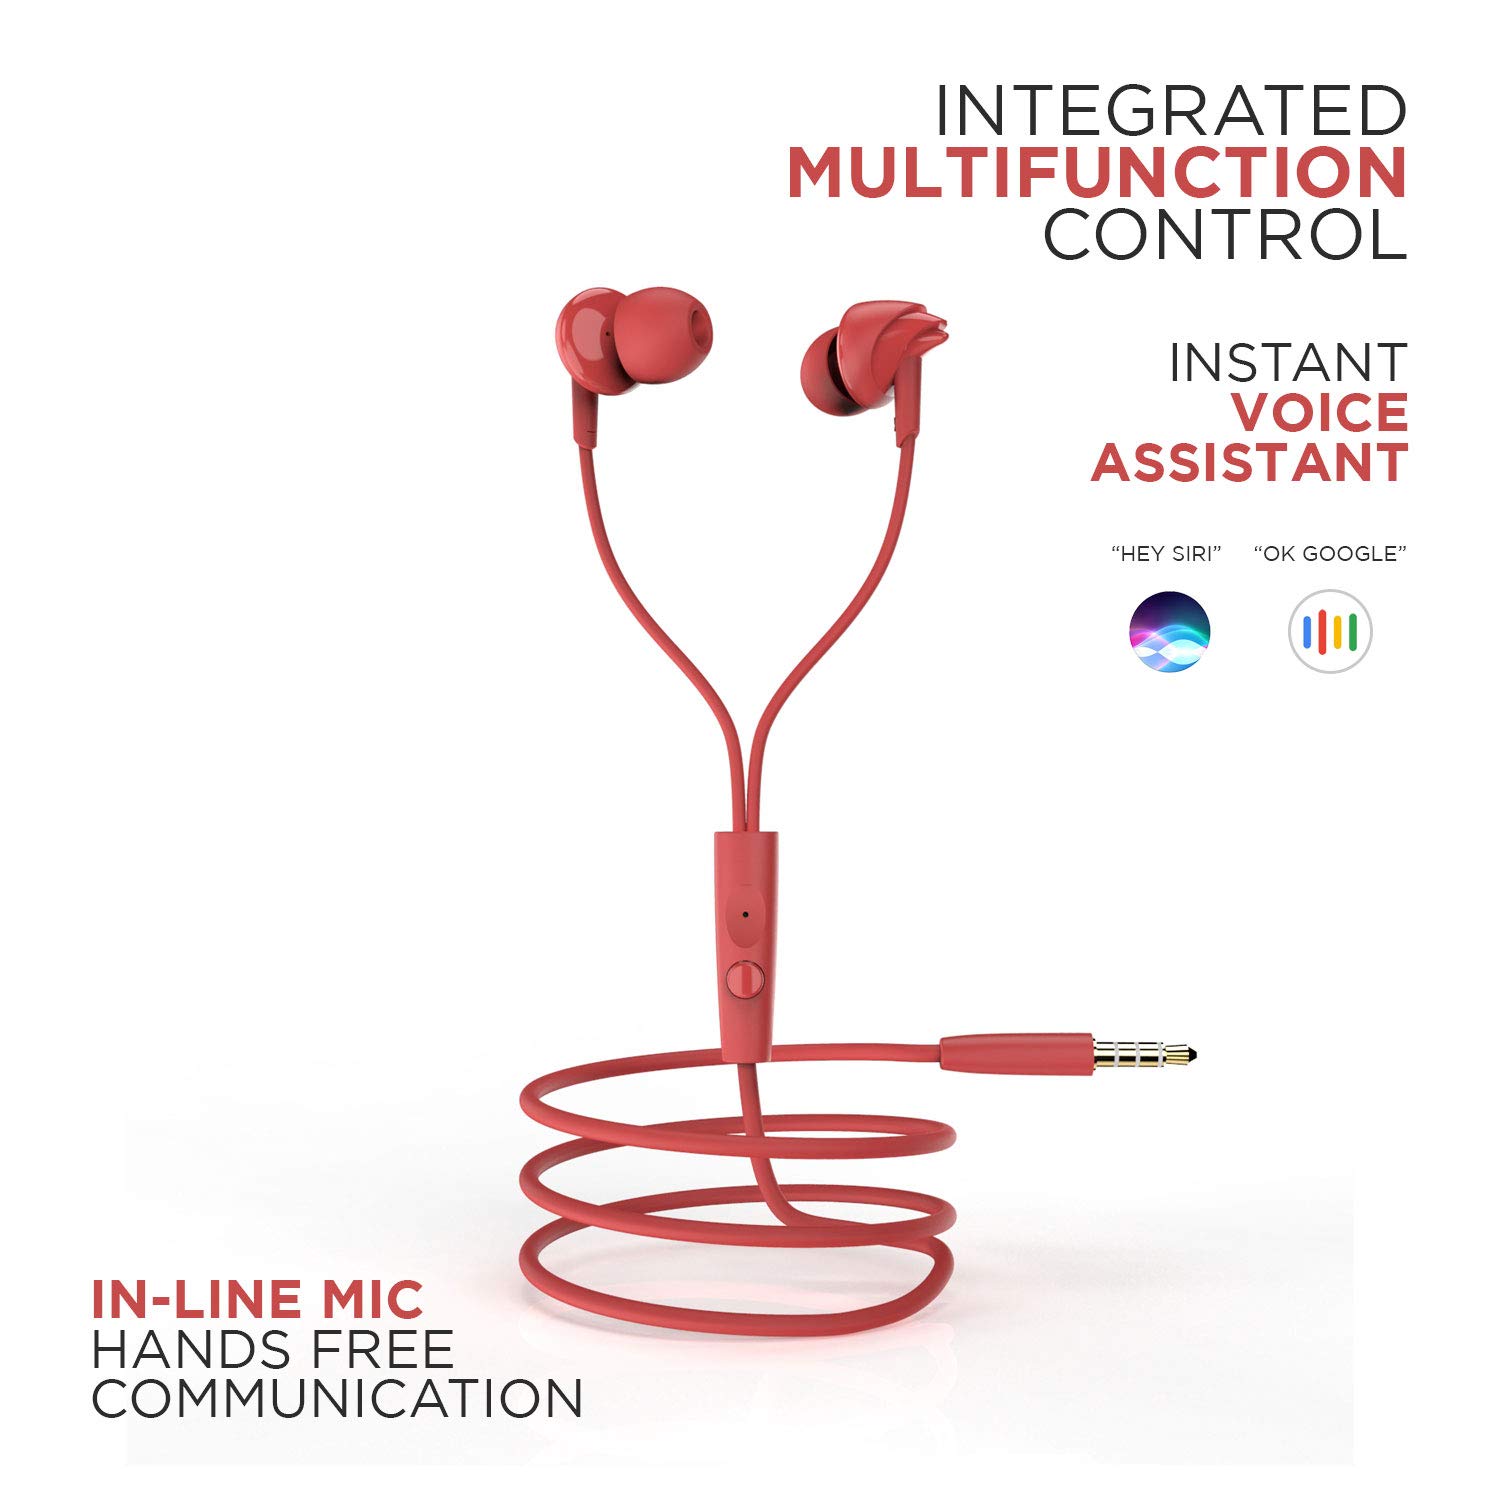 INTEGRATED
MULTIFUNCTION
CONTROL
INSTANT
VOICE
ASSISTANT
“HEY SIRI” “OK GOOGLE”
IN-LINE MIC
HANDS FREE
COMMUNICATION